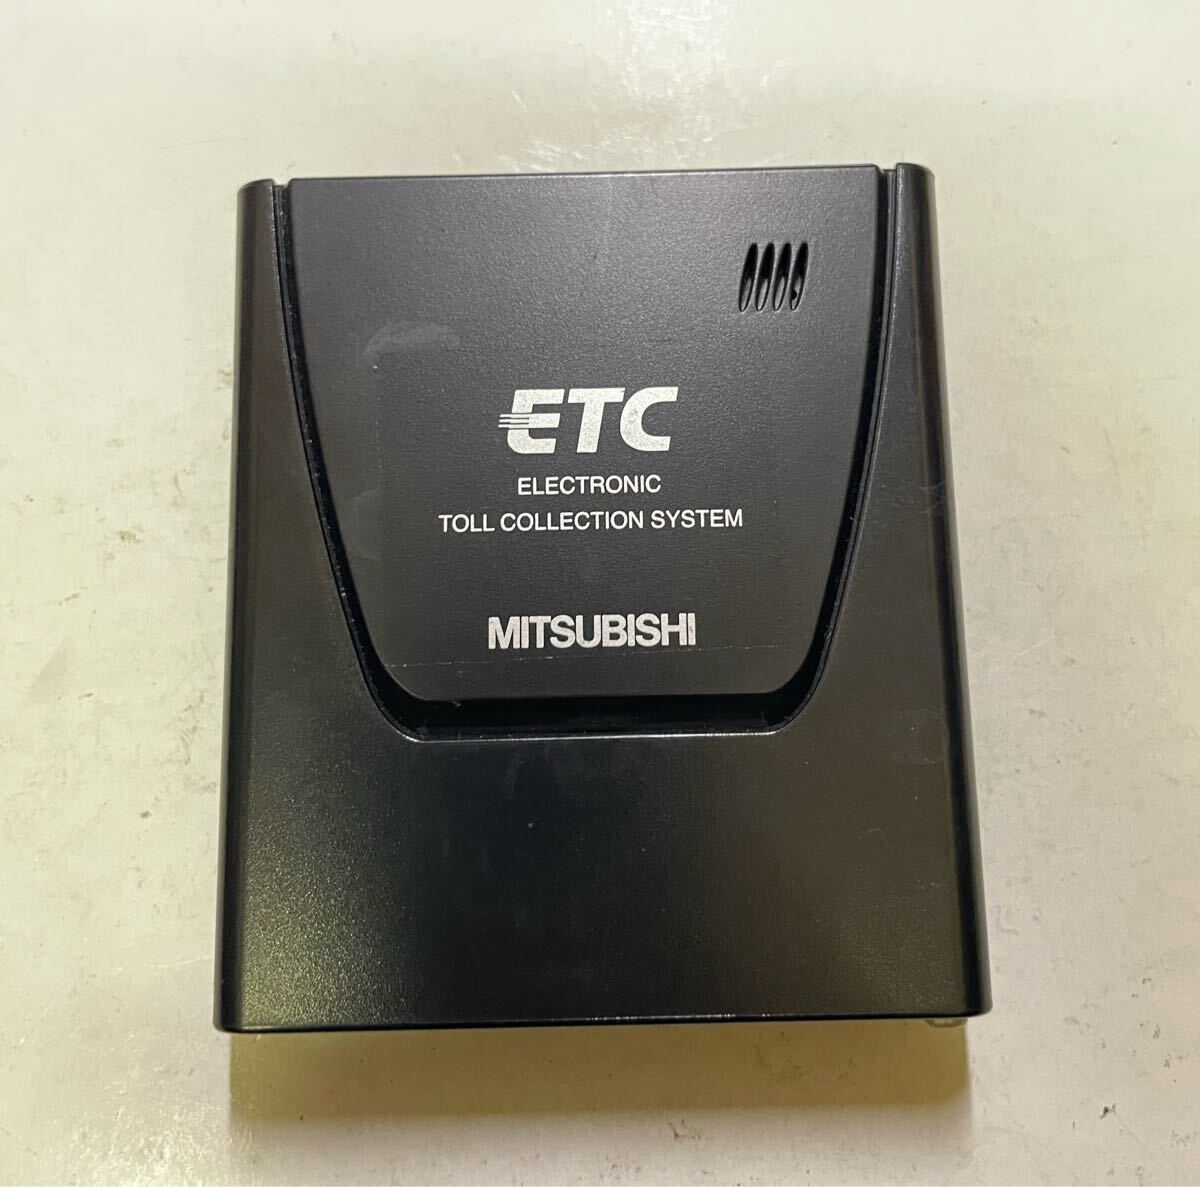 ETC
ELECTRONIC
TOLL COLLECTION SYSTEM
MITSUBISHI